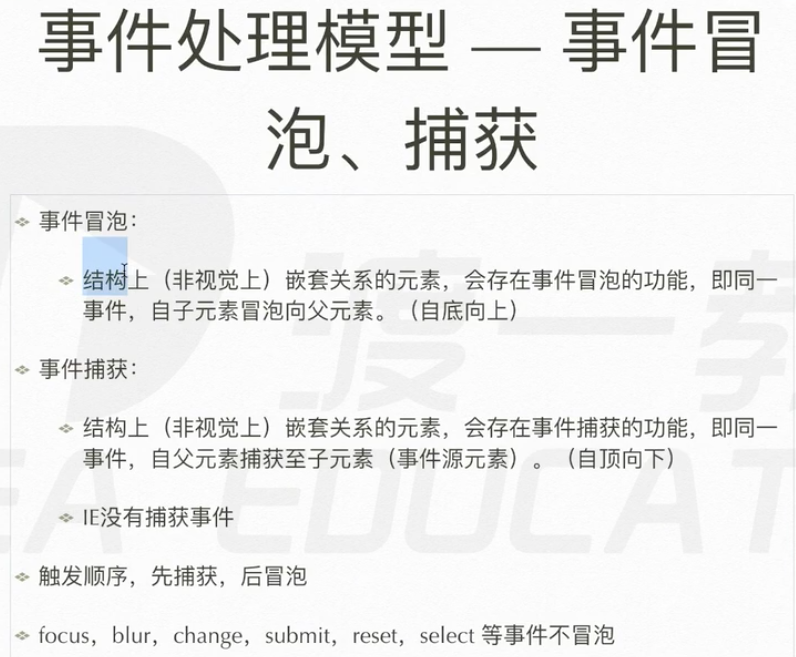 事件处理模型 — 事件冒
泡、捕获
事件冒泡：
结构上（非视觉上）嵌套关系的元素，会存在事件冒泡的功能，即同一
事件，自子元素冒泡向父元素。（自底向上）
事件捕获：
结构上（非视觉上）嵌套关系的元素，会存在事件捕获的功能，即同一
事件，自父元素捕获至子元素（事件源元素）。（自顶向下）
IE没有捕获事件
触发顺序，先捕获，后冒泡
focus，blur，change，submit，reset，select 等事件不冒泡
渡一教
EA EDUCAT